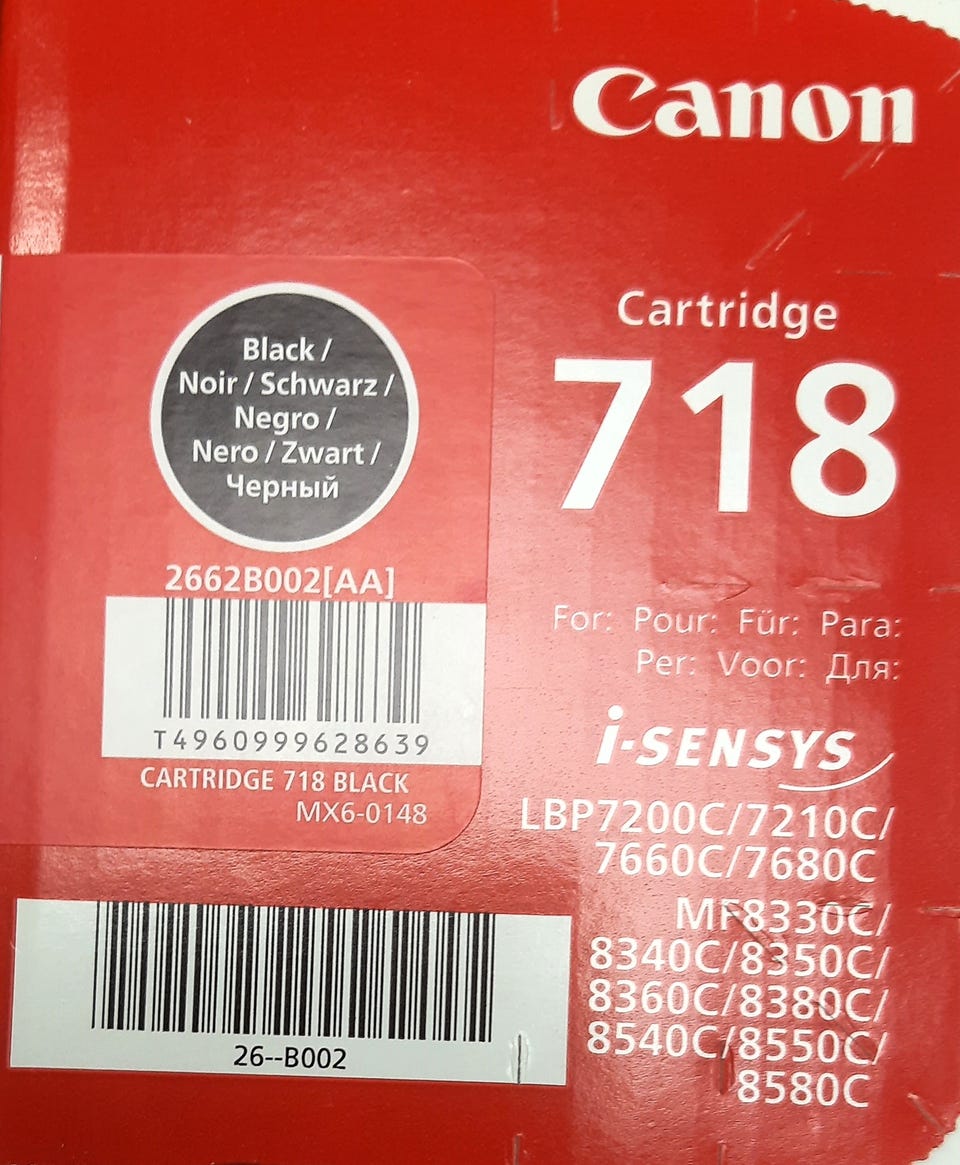 Canon
Cartridge
718
Black /
Noir / Schwarz /
Negro /
Nero / Zwart /
Черный
2662B002[AA]
T4960999628639
CARTRIDGE 718 BLACK
MX6-0148
For: Pour: Für: Para:
Per: Voor: Для:
i-SENSYS
LBP7200C/7210C/
7660C/7680C
MF8330C/
8340C/8350C/
8360C/8380C/
8540C/8550C/
8580C
26--B002